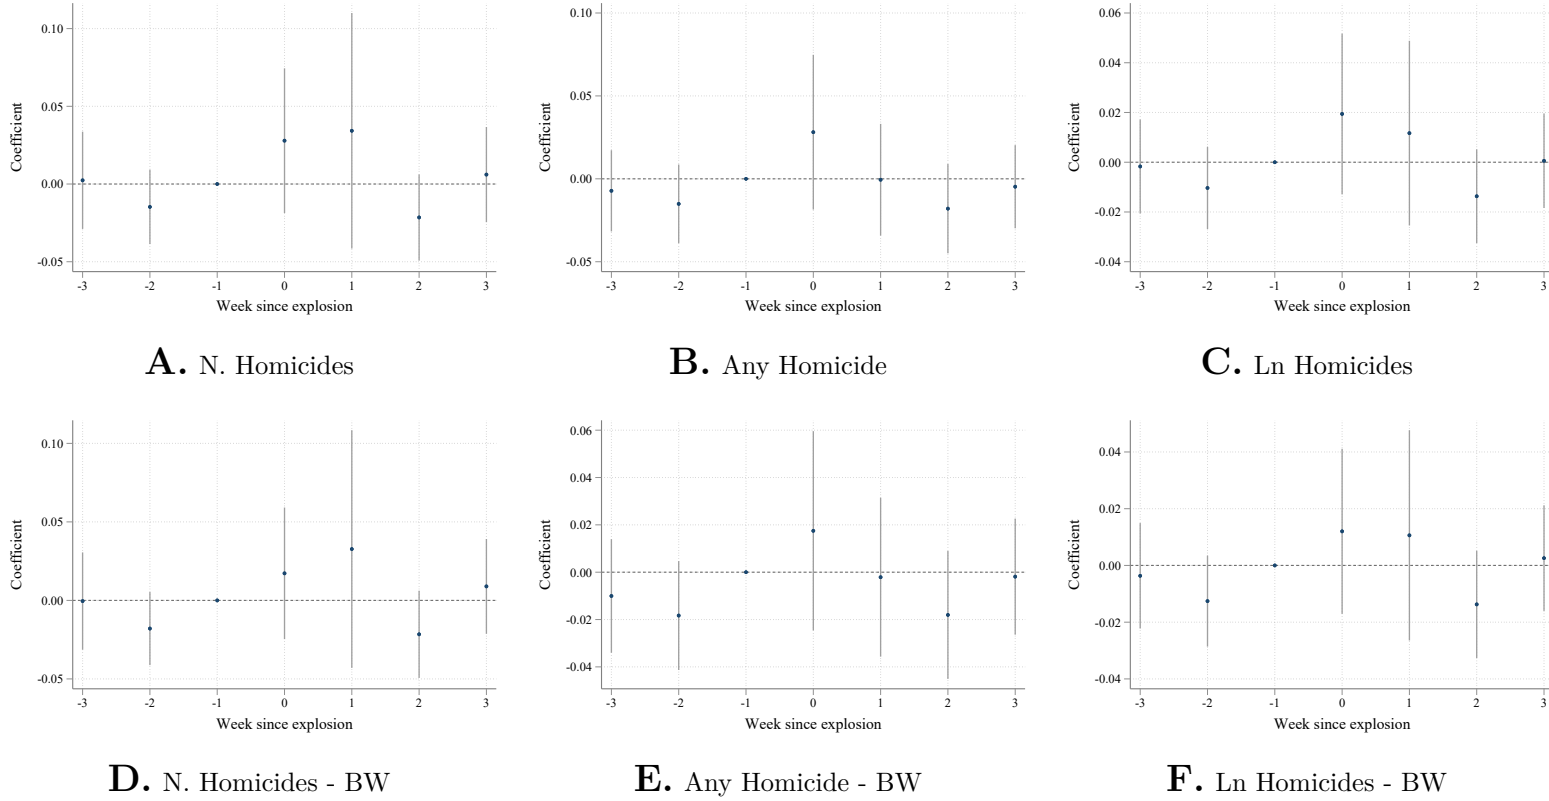 0.10
0.05
0.00
-0.05
Coefficient
-3 -2 -1 0 1 2 3
Week since explosion
A. N. Homicides
0.10
0.05
0.00
-0.05
Coefficient
-3 -2 -1 0 1 2 3
Week since explosion
B. Any Homicide
0.06
0.04
0.02
0.00
-0.02
-0.04
Coefficient
-3 -2 -1 0 1 2 3
Week since explosion
C. Ln Homicides
0.10
0.05
0.00
-0.05
Coefficient
-3 -2 -1 0 1 2 3
Week since explosion
D. N. Homicides - BW
0.06
0.04
0.02
0.00
-0.02
-0.04
Coefficient
-3 -2 -1 0 1 2 3
Week since explosion
E. Any Homicide - BW
0.04
0.02
0.00
-0.02
-0.04
Coefficient
-3 -2 -1 0 1 2 3
Week since explosion
F. Ln Homicides - BW